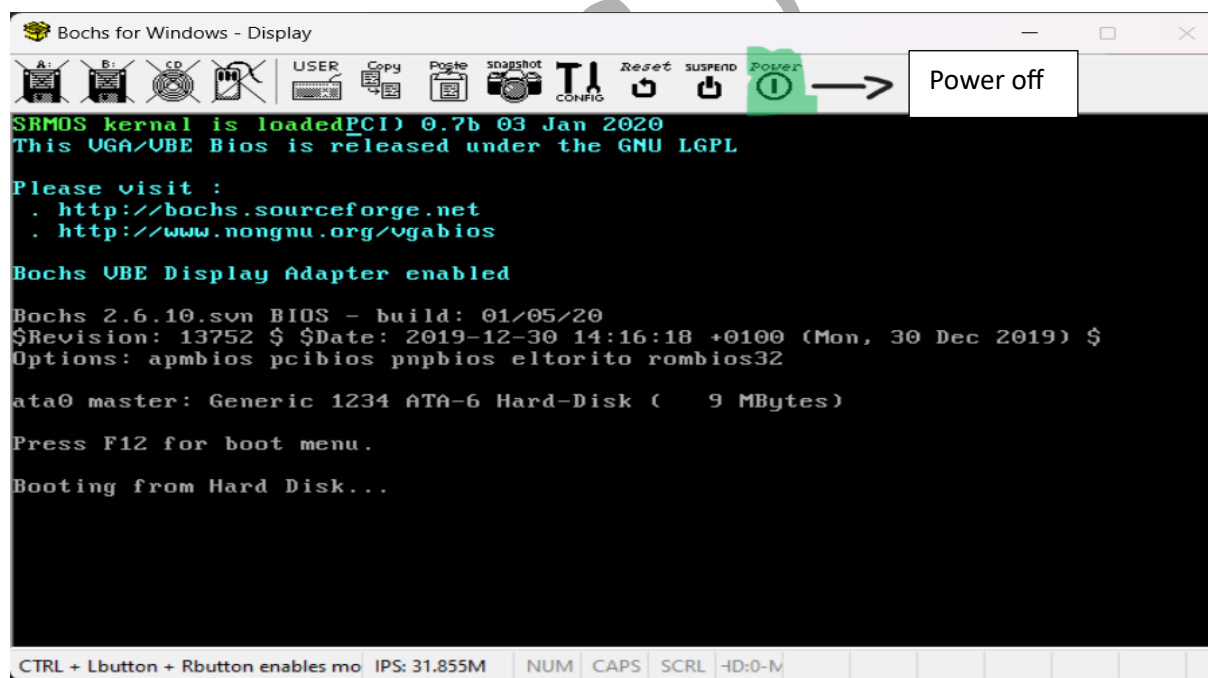 Bochs for Windows - Display
A: B: CD USER Copy Paste snapshot CONFIG Reset SUSPEND Power
Power off
SRMOS kernal is loadedPCI) 0.7b 03 Jan 2020
This VGA/VBE Bios is released under the GNU LGPL
Please visit :
. http://bochs.sourceforge.net
. http://www.nongnu.org/vgabios
Bochs VBE Display Adapter enabled
Bochs 2.6.10.svn BIOS - build: 01/05/20
$Revision: 13752 $ $Date: 2019-12-30 14:16:18 +0100 (Mon, 30 Dec 2019) $
Options: apmbios pcibios pnpbios eltorito rombios32
ata0 master: Generic 1234 ATA-6 Hard-Disk (   9 MBytes)
Press F12 for boot menu.
Booting from Hard Disk...
CTRL + Lbutton + Rbutton enables mo IPS: 31.855M NUM CAPS SCRL HD:0-M